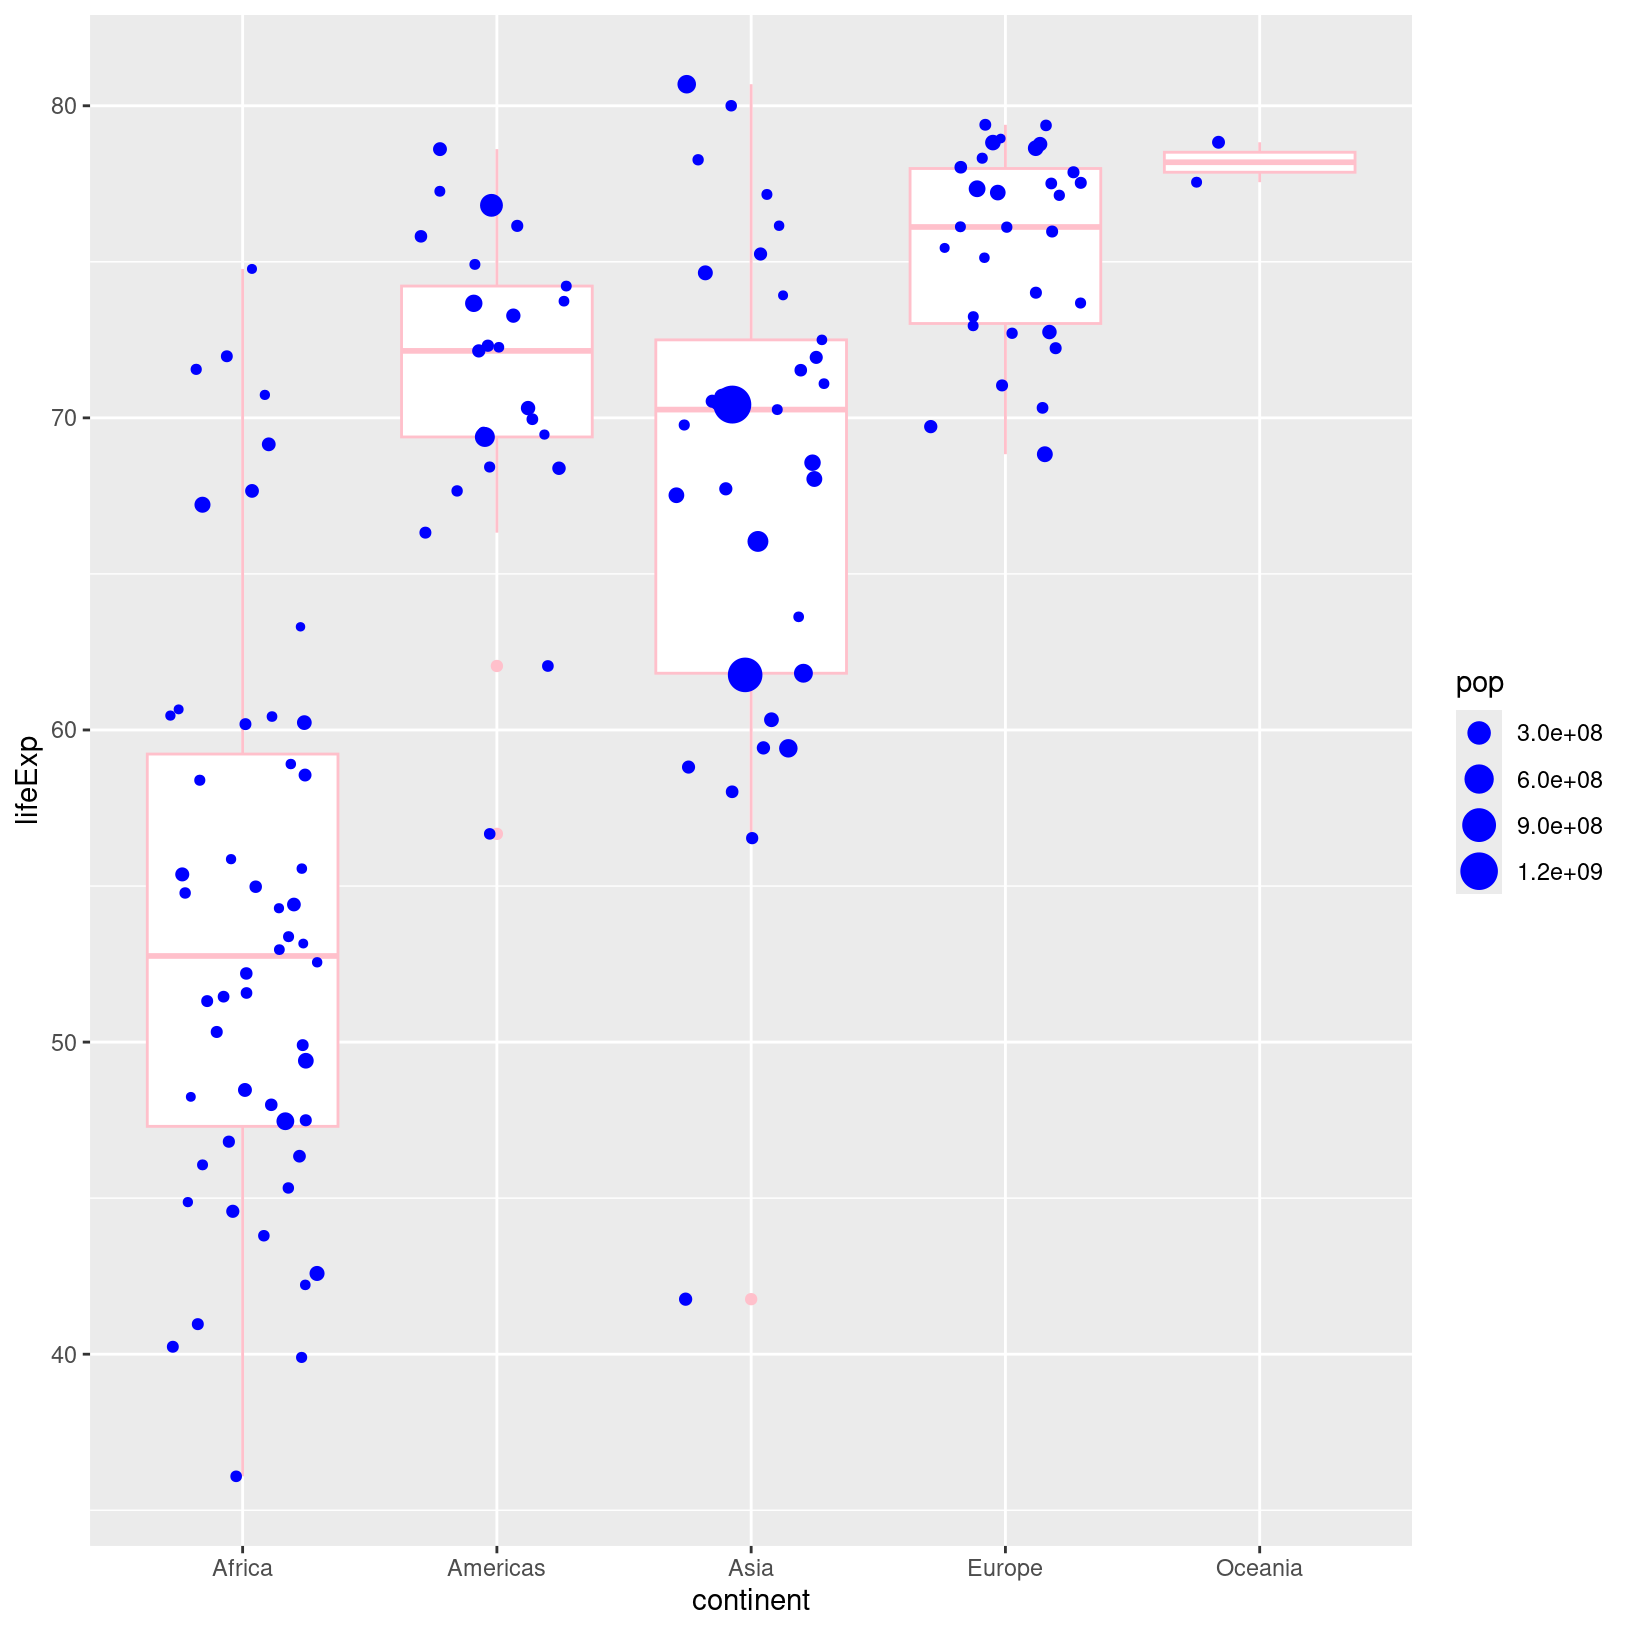 80
70
60
50
40
lifeExp
Africa
Americas
Asia
Europe
Oceania
continent
pop
3.0e+08
6.0e+08
9.0e+08
1.2e+09